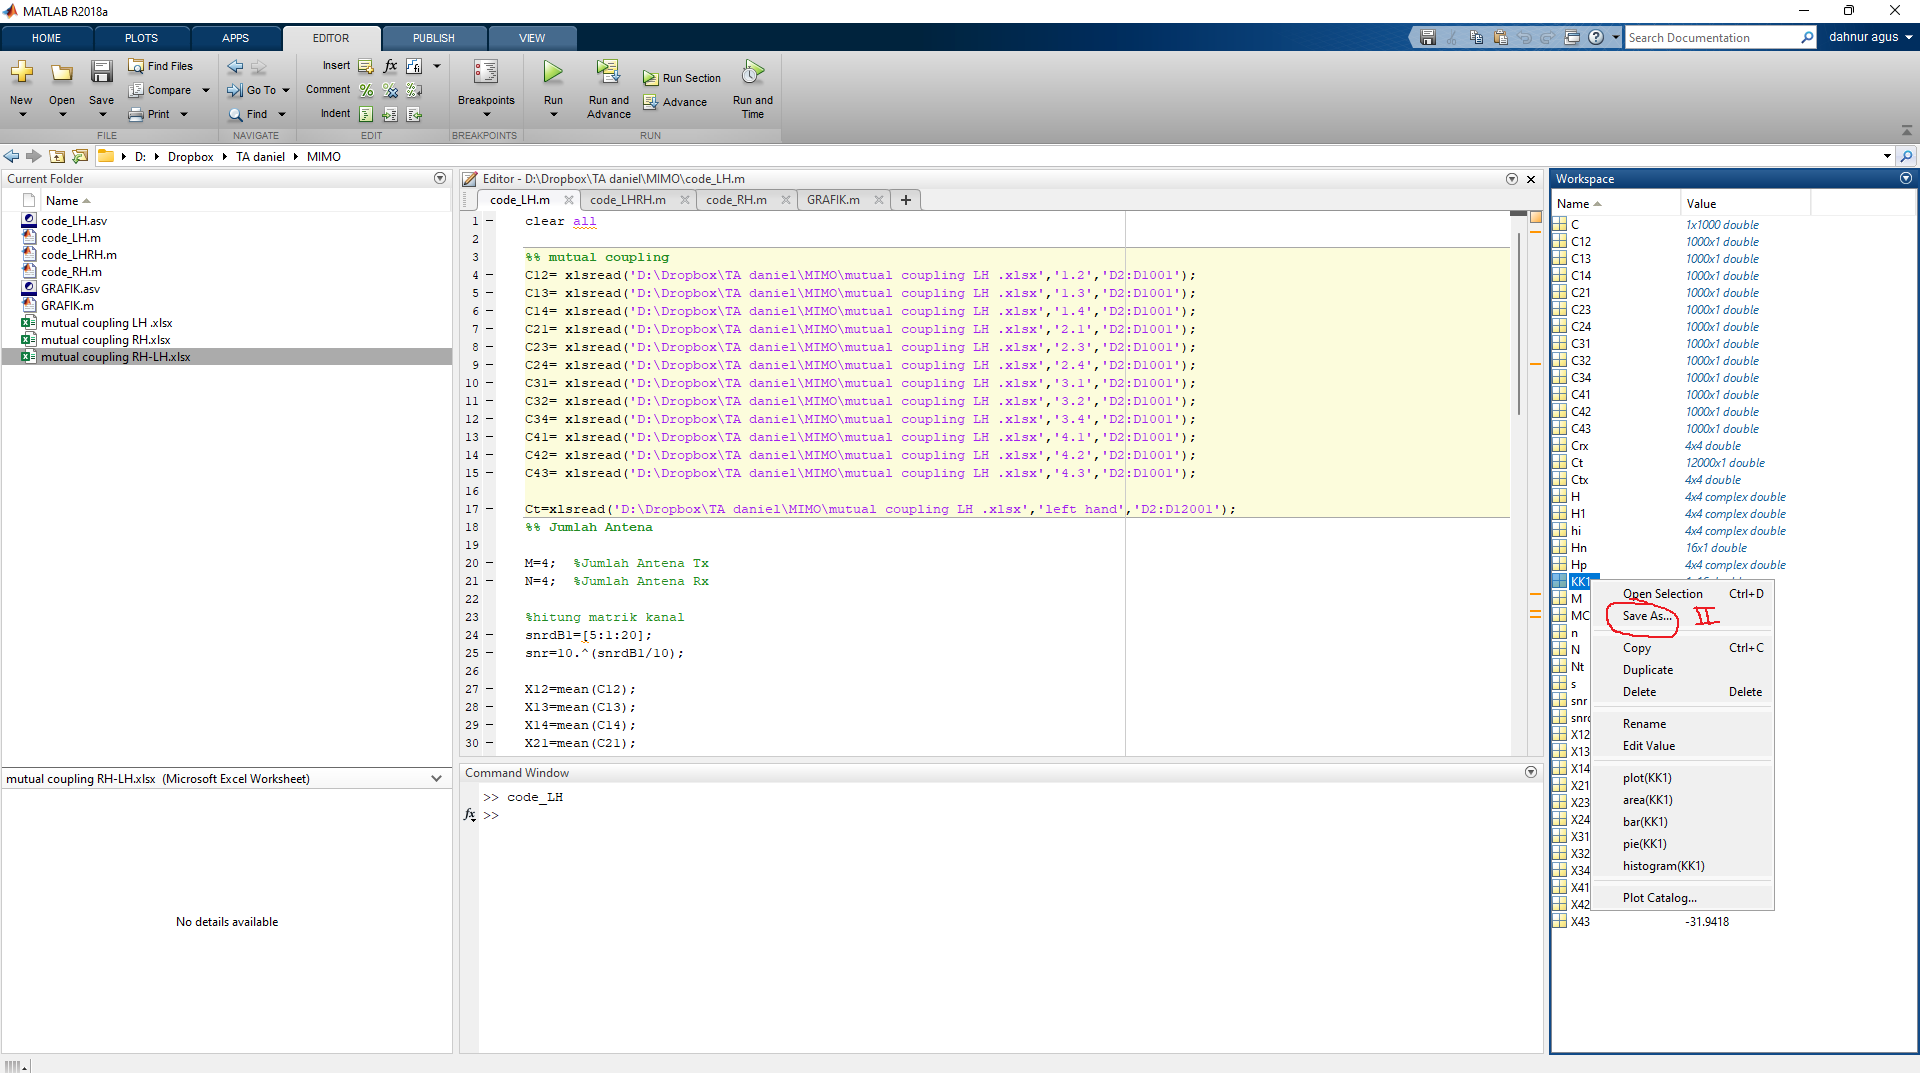 MATLAB R2018a
HOME PLOTS APPS EDITOR PUBLISH VIEW
Search Documentation
dahnur agus
New
Open
Save
Find Files
Compare
Print
FILE
Go To
Find
NAVIGATE
Insert
Comment
Indent
EDIT
Breakpoints
BREAKPOINTS
Run
Run and Advance
Run Section
Advance
Run and Time
RUN
D: Dropbox TA daniel MIMO
Current Folder
Name
code_LH.asv
code_LH.m
code_LHRH.m
code_RH.m
GRAFIK.asv
GRAFIK.m
mutual coupling LH .xlsx
mutual coupling RH.xlsx
mutual coupling RH-LH.xlsx
mutual coupling RH-LH.xlsx (Microsoft Excel Worksheet)
No details available
Editor - D:\Dropbox\TA daniel\MIMO\code_LH.m
code_LH.m code_LHRH.m code_RH.m GRAFIK.m +
1 – clear all
2
3 %% mutual coupling
4 – C12= xlsread('D:\Dropbox\TA daniel\MIMO\mutual coupling LH .xlsx','1.2','D2:D1001');
5 – C13= xlsread('D:\Dropbox\TA daniel\MIMO\mutual coupling LH .xlsx','1.3','D2:D1001');
6 – C14= xlsread('D:\Dropbox\TA daniel\MIMO\mutual coupling LH .xlsx','1.4','D2:D1001');
7 – C21= xlsread('D:\Dropbox\TA daniel\MIMO\mutual coupling LH .xlsx','2.1','D2:D1001');
8 – C23= xlsread('D:\Dropbox\TA daniel\MIMO\mutual coupling LH .xlsx','2.3','D2:D1001');
9 – C24= xlsread('D:\Dropbox\TA daniel\MIMO\mutual coupling LH .xlsx','2.4','D2:D1001');
10 – C31= xlsread('D:\Dropbox\TA daniel\MIMO\mutual coupling LH .xlsx','3.1','D2:D1001');
11 – C32= xlsread('D:\Dropbox\TA daniel\MIMO\mutual coupling LH .xlsx','3.2','D2:D1001');
12 – C34= xlsread('D:\Dropbox\TA daniel\MIMO\mutual coupling LH .xlsx','3.4','D2:D1001');
13 – C41= xlsread('D:\Dropbox\TA daniel\MIMO\mutual coupling LH .xlsx','4.1','D2:D1001');
14 – C42= xlsread('D:\Dropbox\TA daniel\MIMO\mutual coupling LH .xlsx','4.2','D2:D1001');
15 – C43= xlsread('D:\Dropbox\TA daniel\MIMO\mutual coupling LH .xlsx','4.3','D2:D1001');
16
17 – Ct=xlsread('D:\Dropbox\TA daniel\MIMO\mutual coupling LH .xlsx','left hand','D2:D12001');
18 %% Jumlah Antena
19
20 – M=4; %Jumlah Antena Tx
21 – N=4; %Jumlah Antena Rx
22
23 %hitung matrik kanal
24 – snrdB1=[5:1:20];
25 – snr=10.^(snrdB1/10);
26
27 – X12=mean(C12);
28 – X13=mean(C13);
29 – X14=mean(C14);
30 – X21=mean(C21);
Command Window
>> code_LH
fx >>
Workspace
Name Value
C 1x1000 double
C12 1000x1 double
C13 1000x1 double
C14 1000x1 double
C21 1000x1 double
C23 1000x1 double
C24 1000x1 double
C31 1000x1 double
C32 1000x1 double
C34 1000x1 double
C41 1000x1 double
C42 1000x1 double
C43 1000x1 double
Crx 4x4 double
Ct 12000x1 double
Ctx 4x4 double
H 4x4 complex double
H1 4x4 complex double
hi 4x4 complex double
Hn 16x1 double
Hp 4x4 complex double
KK1
M
MC
n
N
Nt
s
snr
snrd
X12
X13
X14
X21
X23
X24
X31
X32
X34
X41
X42
X43 -31.9418
Open Selection Ctrl+D
Save As... II
Copy Ctrl+C
Duplicate
Delete Delete
Rename
Edit Value
plot(KK1)
area(KK1)
bar(KK1)
pie(KK1)
histogram(KK1)
Plot Catalog...